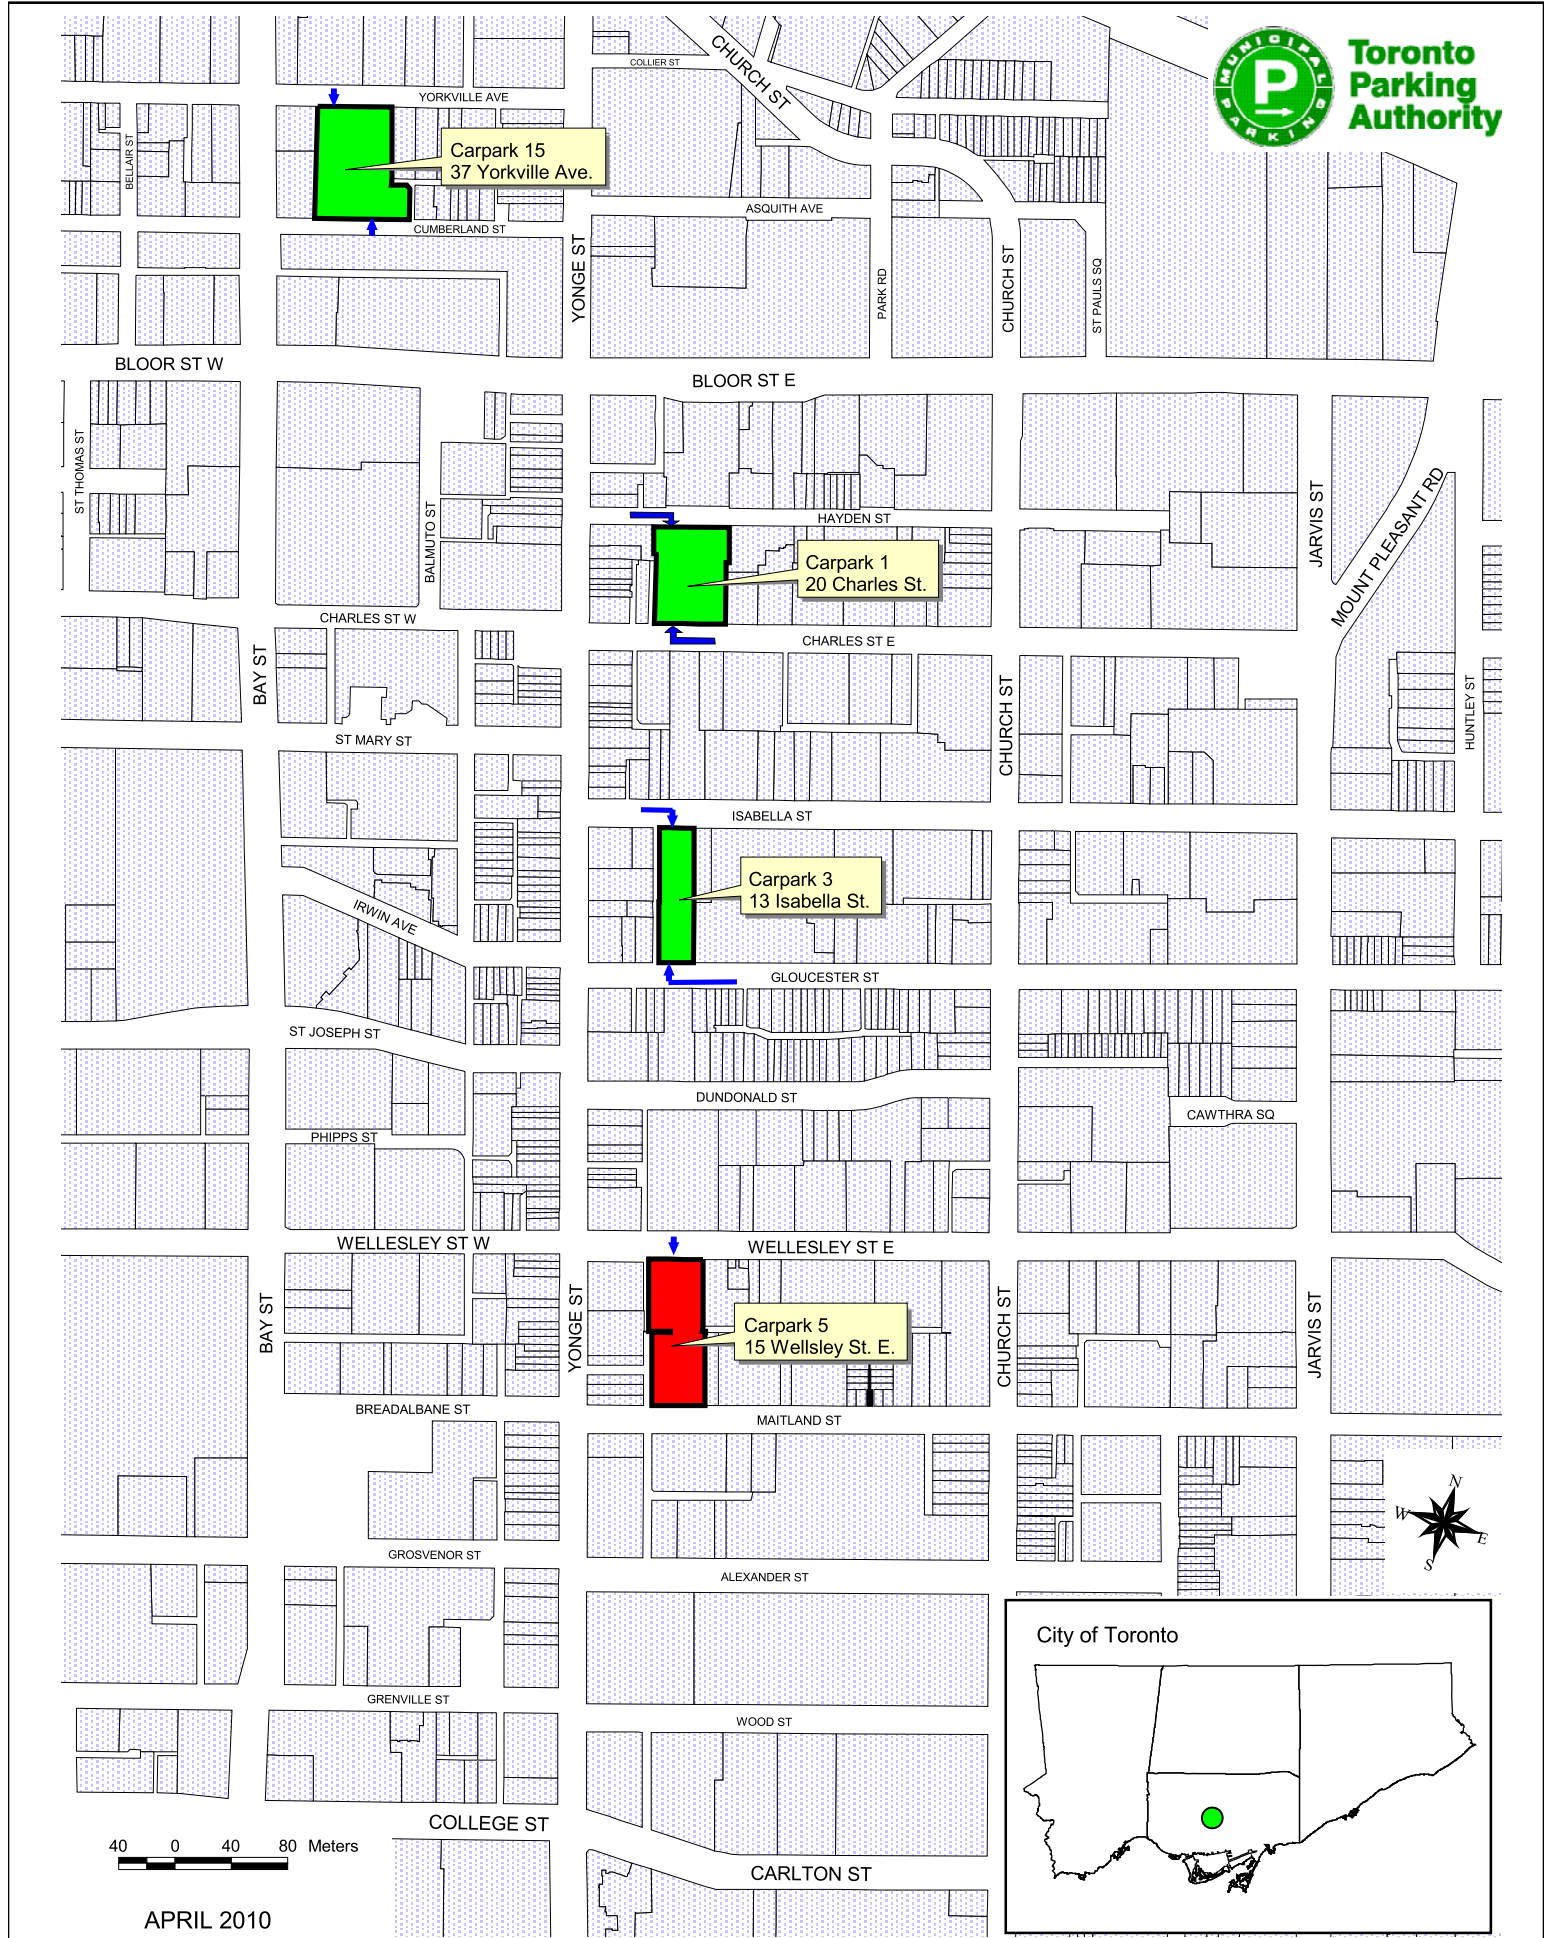 MUNICIPAL
PARKING
P
Toronto
Parking
Authority
CHURCH ST
COLLIER ST
YORKVILLE AVE
BELLAIR ST
Carpark 15
37 Yorkville Ave.
ASQUITH AVE
CUMBERLAND ST
YONGE ST
PARK RD
CHURCH ST
ST PAULS SQ
BLOOR ST W
BLOOR ST E
ST THOMAS ST
BALMUTO ST
HAYDEN ST
JARVIS ST
MOUNT PLEASANT RD
Carpark 1
20 Charles St.
CHARLES ST W
CHARLES ST E
BAY ST
CHURCH ST
HUNTLEY ST
ST MARY ST
ISABELLA ST
Carpark 3
13 Isabella St.
IRWIN AVE
GLOUCESTER ST
ST JOSEPH ST
DUNDONALD ST
CAWTHRA SQ
PHIPPS ST
WELLESLEY ST W
WELLESLEY ST E
BAY ST
YONGE ST
Carpark 5
15 Wellsley St. E.
CHURCH ST
JARVIS ST
BREADALBANE ST
MAITLAND ST
N
W
E
S
GROSVENOR ST
ALEXANDER ST
City of Toronto
GRENVILLE ST
WOOD ST
COLLEGE ST
40 0 40 80 Meters
CARLTON ST
APRIL 2010